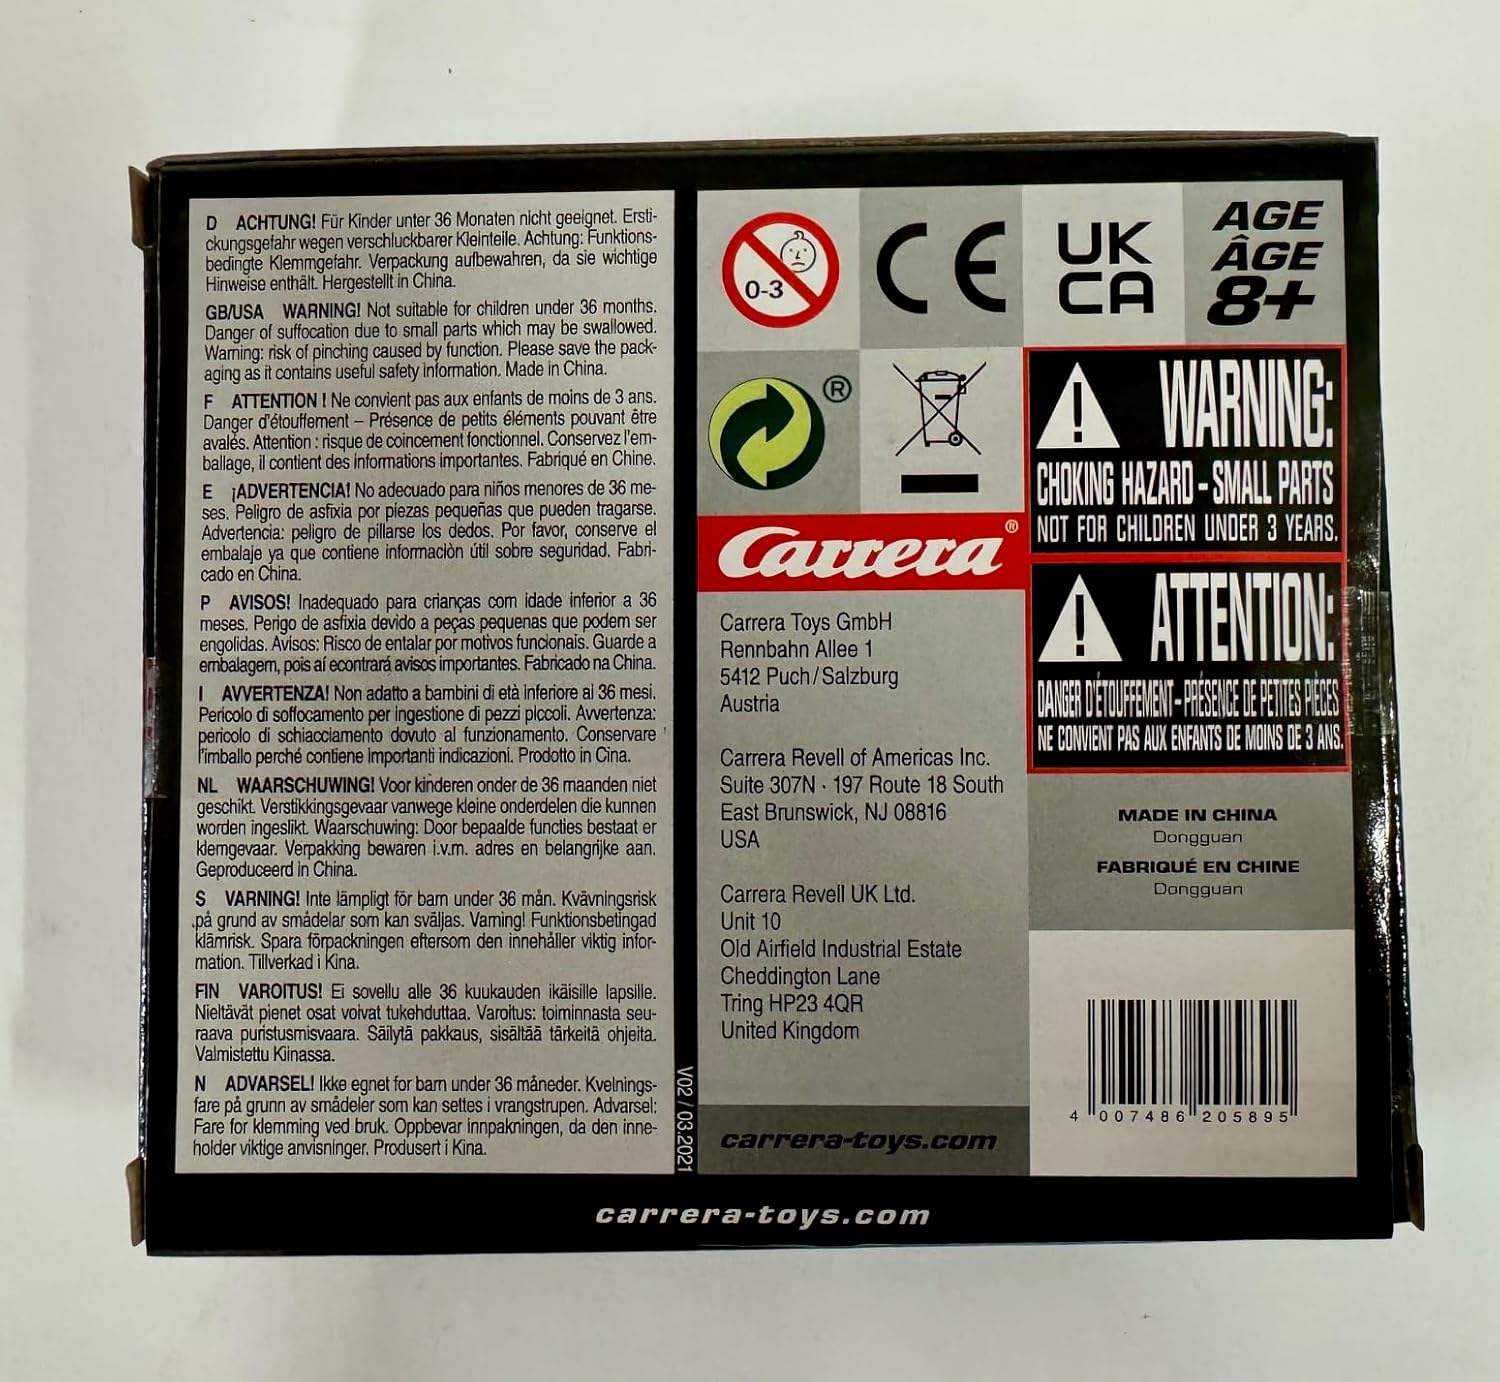 D ACHTUNG! Für Kinder unter 36 Monaten nicht geeignet. Ersti-
ckungsgefahr wegen verschluckbarer Kleinteile. Achtung: Funktions-
bedingte Klemmgefahr. Verpackung aufbewahren, da sie wichtige
Hinweise enthält. Hergestellt in China.
GB/USA WARNING! Not suitable for children under 36 months.
Danger of suffocation due to small parts which may be swallowed.
Warning: risk of pinching caused by function. Please save the pack-
aging as it contains useful safety information. Made in China.
F ATTENTION ! Ne convient pas aux enfants de moins de 3 ans.
Danger d'étouffement – Présence de petits éléments pouvant être
avalés. Attention : risque de coincement fonctionnel. Conservez l'em-
ballage, il contient des informations importantes. Fabriqué en Chine.
E ¡ADVERTENCIA! No adecuado para niños menores de 36 me-
ses. Peligro de asfixia por piezas pequeñas que pueden tragarse.
Advertencia: peligro de pillarse los dedos. Por favor, conserve el
embalaje ya que contiene informaciòn útil sobre seguridad. Fabri-
cado en China.
P AVISOS! Inadequado para crianças com idade inferior a 36
meses. Perigo de asfixia devido a peças pequenas que podem ser
engolidas. Avisos: Risco de entalar por motivos funcionais. Guarde a
embalagem, pois aí econtrará avisos importantes. Fabricado na China.
I AVVERTENZA! Non adatto a bambini di età inferiore ai 36 mesi.
Pericolo di soffocamento per ingestione di pezzi piccoli. Avvertenza:
pericolo di schiacciamento dovuto al funzionamento. Conservare
l'imballo perché contiene importanti indicazioni. Prodotto in Cina.
NL WAARSCHUWING! Voor kinderen onder de 36 maanden niet
geschikt. Verstikkingsgevaar vanwege kleine onderdelen die kunnen
worden ingeslikt. Waarschuwing: Door bepaalde functies bestaat er
klemgevaar. Verpakking bewaren i.v.m. adres en belangrijke aan.
Geproduceerd in China.
S VARNING! Inte lämpligt för barn under 36 mån. Kvävningsrisk
på grund av smådelar som kan sväljas. Varning! Funktionsbetingad
klämrisk. Spara förpackningen eftersom den innehåller viktig infor-
mation. Tillverkad i Kina.
FIN VAROITUS! Ei sovellu alle 36 kuukauden ikäisille lapsille.
Nieltävät pienet osat voivat tukehduttaa. Varoitus: toiminnasta seu-
raava puristusmisvaara. Säilytä pakkaus, sisältää tärkeitä ohjeita.
Valmistettu Kiinassa.
N ADVARSEL! Ikke egnet for barn under 36 måneder. Kvelnings-
fare på grunn av smådeler som kan settes i vrangstrupen. Advarsel:
Fare for klemming ved bruk. Oppbevar innpakningen, da den inne-
holder viktige anvisninger. Produsert i Kina.
V02 / 03.2021
0-3
CE
UK
CA
AGE
ÂGE
8+
®
WARNING:
CHOKING HAZARD – SMALL PARTS
NOT FOR CHILDREN UNDER 3 YEARS.
ATTENTION:
DANGER D'ÉTOUFFEMENT – PRÉSENCE DE PETITES PIÈCES
NE CONVIENT PAS AUX ENFANTS DE MOINS DE 3 ANS.
Carrera®
Carrera Toys GmbH
Rennbahn Allee 1
5412 Puch/Salzburg
Austria
Carrera Revell of Americas Inc.
Suite 307N · 197 Route 18 South
East Brunswick, NJ 08816
USA
Carrera Revell UK Ltd.
Unit 10
Old Airfield Industrial Estate
Cheddington Lane
Tring HP23 4QR
United Kingdom
carrera-toys.com
MADE IN CHINA
Dongguan
FABRIQUÉ EN CHINE
Dongguan
4 007486 205895
carrera-toys.com